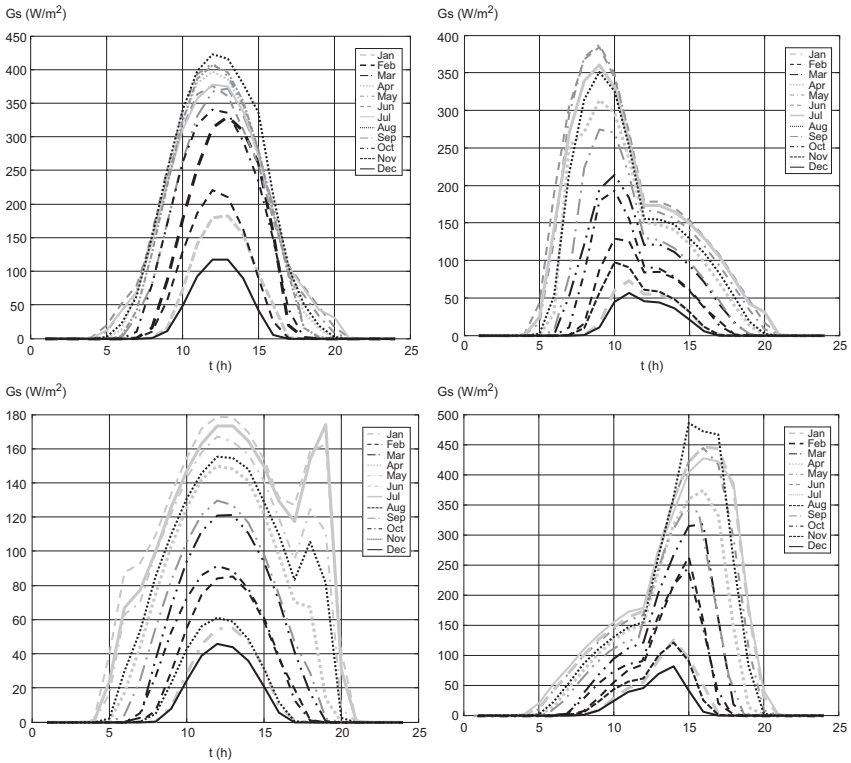 Gs (W/m²)
450
400
350
300
250
200
150
100
50
0
0
5
10
15
20
25
t (h)
Jan
Feb
Mar
Apr
May
Jun
Jul
Aug
Sep
Oct
Nov
Dec
Gs (W/m²)
400
350
300
250
200
150
100
50
0
0
5
10
15
20
25
t (h)
Jan
Feb
Mar
Apr
May
Jun
Jul
Aug
Sep
Oct
Nov
Dec
Gs (W/m²)
180
160
140
120
100
80
60
40
20
0
0
5
10
15
20
25
t (h)
Jan
Feb
Mar
Apr
May
Jun
Jul
Aug
Sep
Oct
Nov
Dec
Gs (W/m²)
500
450
400
350
300
250
200
150
100
50
0
0
5
10
15
20
25
Jan
Feb
Mar
Apr
May
Jun
Jul
Aug
Sep
Oct
Nov
Dec